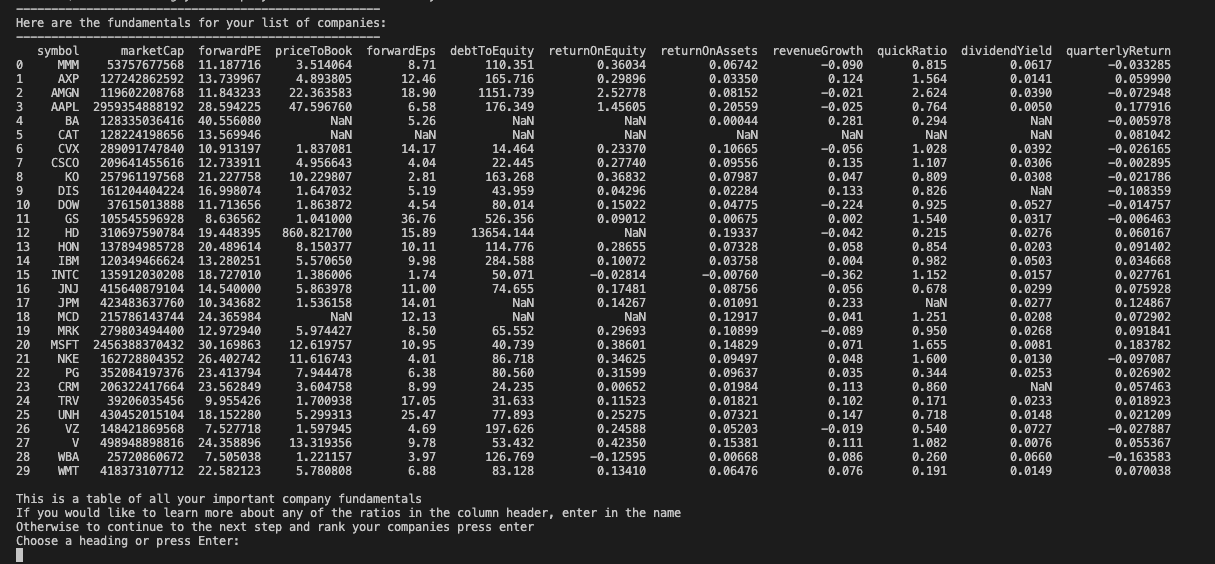 Here are the fundamentals for your list of companies:
symbol marketCap forwardPE priceToBook forwardEps debtToEquity returnOnEquity returnOnAssets revenueGrowth quickRatio dividendYield quarterlyReturn
0 MMM 53757677568 11.187716 3.514064 8.71 110.351 0.36034 0.06742 −0.090 0.815 0.0617 −0.033285
1 AXP 127242862592 13.739967 4.893805 12.46 165.716 0.29896 0.03350 0.124 1.564 0.0141 0.059990
2 AMGN 119602208768 11.843233 22.363583 18.90 1151.739 2.52778 0.08152 −0.021 2.624 0.0390 −0.072948
3 AAPL 2959354888192 28.594225 47.596760 6.58 176.349 1.45605 0.20559 −0.025 0.764 0.0050 0.177916
4 BA 128335036416 40.556080 NaN 5.26 NaN NaN 0.00044 0.281 0.294 NaN −0.005978
5 CAT 128224198656 13.569946 NaN NaN NaN NaN NaN NaN NaN NaN 0.081042
6 CVX 289091747840 10.913197 1.837081 14.17 14.464 0.23370 0.10665 −0.056 1.028 0.0392 −0.026165
7 CSCO 209641455616 12.733911 4.956643 4.04 22.445 0.27740 0.09556 0.135 1.107 0.0306 −0.002895
8 KO 257961197568 21.227758 10.229807 2.81 163.268 0.36832 0.07987 0.047 0.809 0.0308 −0.021786
9 DIS 161204404224 16.998074 1.647032 5.19 43.959 0.04296 0.02284 0.133 0.826 NaN −0.108359
10 DOW 37615013888 11.713656 1.863872 4.54 80.014 0.15022 0.04775 −0.224 0.925 0.0527 −0.014757
11 GS 105545596928 8.636562 1.041000 36.76 526.356 0.09012 0.00675 0.002 1.540 0.0317 −0.006463
12 HD 310697590784 19.448395 860.821700 15.89 13654.144 NaN 0.19337 −0.042 0.215 0.0276 0.060167
13 HON 137894985728 20.489614 8.150377 10.11 114.776 0.28655 0.07328 0.058 0.854 0.0203 0.091402
14 IBM 120349466624 13.280251 5.570650 9.98 284.588 0.10072 0.03758 0.004 0.982 0.0503 0.034668
15 INTC 135912030208 18.727010 1.386006 1.74 50.071 −0.02814 −0.00760 −0.362 1.152 0.0157 0.027761
16 JNJ 415640879104 14.540000 5.863978 11.00 74.655 0.17481 0.08756 0.056 0.678 0.0299 0.075928
17 JPM 423483637760 10.343682 1.536158 14.01 NaN 0.14267 0.01091 0.233 NaN 0.0277 0.124867
18 MCD 215786143744 24.365984 NaN 12.13 NaN NaN 0.12917 0.041 1.251 0.0208 0.072902
19 MRK 279803494400 12.972940 5.974427 8.50 65.552 0.29693 0.10899 −0.089 0.950 0.0268 0.091841
20 MSFT 2456388370432 30.169863 12.619757 10.95 40.739 0.38601 0.14829 0.071 1.655 0.0081 0.183782
21 NKE 162728804352 26.402742 11.616743 4.01 86.718 0.34625 0.09497 0.048 1.600 0.0130 −0.097087
22 PG 352084197376 23.413794 7.944478 6.38 80.560 0.31599 0.09637 0.035 0.344 0.0253 0.026902
23 CRM 206322417664 23.562849 3.604758 8.99 24.235 0.00652 0.01984 0.113 0.860 NaN 0.057463
24 TRV 39206035456 9.955426 1.700938 17.05 31.633 0.11523 0.01821 0.102 0.171 0.0233 0.018923
25 UNH 430452015104 18.152280 5.299313 25.47 77.893 0.25275 0.07321 0.147 0.718 0.0148 0.021209
26 VZ 148421869568 7.527718 1.597945 4.69 197.626 0.24588 0.05203 −0.019 0.540 0.0727 −0.027887
27 V 498948898816 24.358896 13.319356 9.78 53.432 0.42350 0.15381 0.111 1.082 0.0076 0.055367
28 WBA 25720860672 7.505038 1.221157 3.97 126.769 −0.12595 0.00668 0.086 0.260 0.0660 −0.163583
29 WMT 418373107712 22.582123 5.780808 6.88 83.128 0.13410 0.06476 0.076 0.191 0.0149 0.070038
This is a table of all your important company fundamentals
If you would like to learn more about any of the ratios in the column header, enter in the name
Otherwise to continue to the next step and rank your companies press enter
Choose a heading or press Enter: